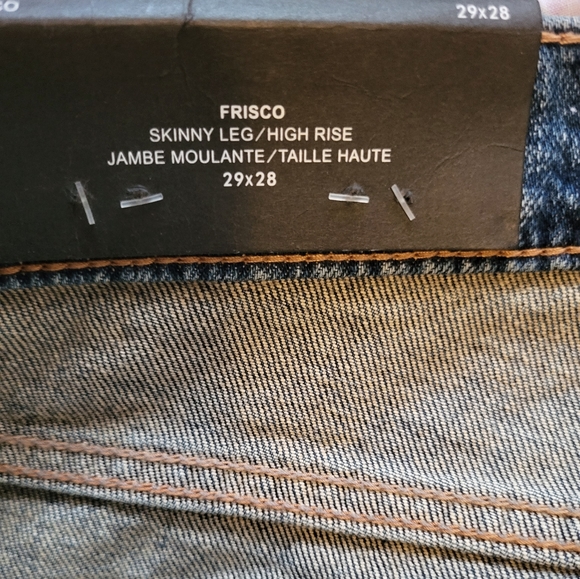 29x28
FRISCO
SKINNY LEG/HIGH RISE
JAMBE MOULANTE/TAILLE HAUTE
29x28